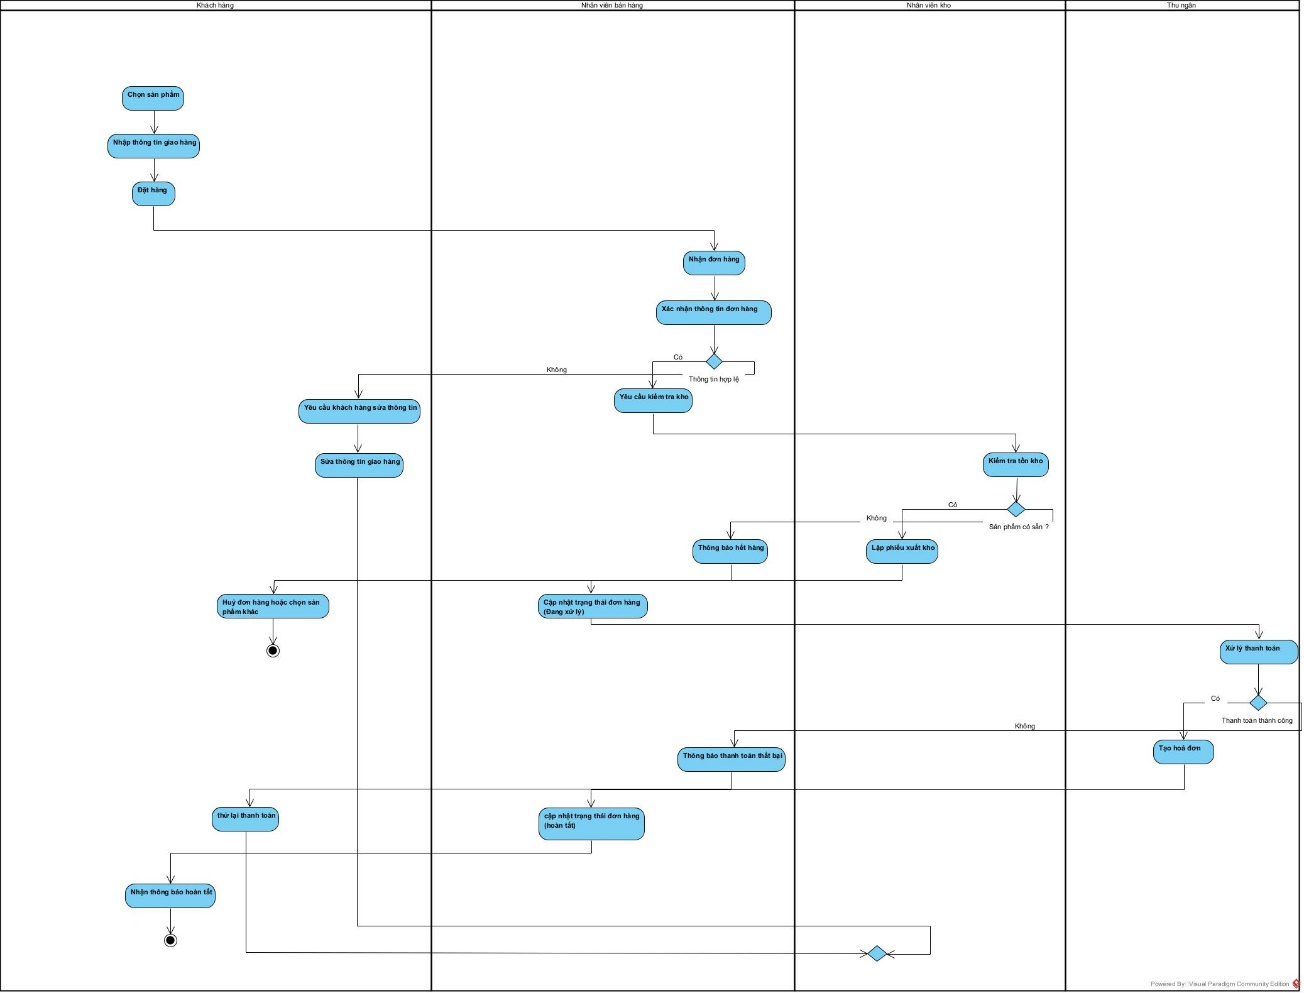 Khách hàng
Nhân viên bán hàng
Nhân viên kho
Thu ngân
Chọn sản phẩm
Nhập thông tin giao hàng
Đặt hàng
Nhận đơn hàng
Xác nhận thông tin đơn hàng
Có
Không
Thông tin hợp lệ
Yêu cầu kiểm tra kho
Yêu cầu khách hàng sửa thông tin
Sửa thông tin giao hàng
Kiểm tra tồn kho
Có
Không
Sản phẩm có sẵn ?
Thông báo hết hàng
Lập phiếu xuất kho
Huỷ đơn hàng hoặc chọn sản
phẩm khác
Cập nhật trạng thái đơn hàng
(Đang xử lý)
Xử lý thanh toán
Có
Thanh toán thành công
Không
Thông báo thanh toán thất bại
Tạo hoá đơn
thử lại thanh toán
cập nhật trạng thái đơn hàng
(hoàn tất)
Nhận thông báo hoàn tất
Powered By: Visual Paradigm Community Edition